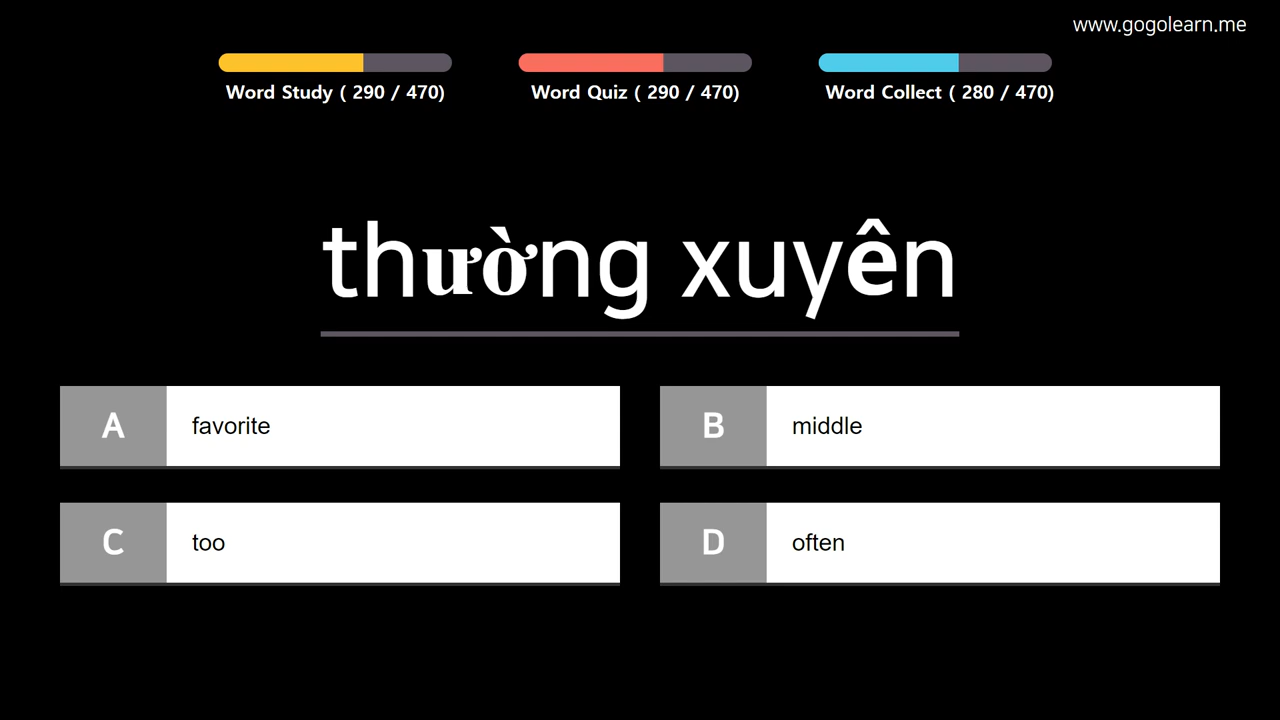 www.gogolearn.me
Word Study ( 290 / 470)
Word Quiz ( 290 / 470)
Word Collect ( 280 / 470)
thường xuyên
A favorite
B middle
C too
D often